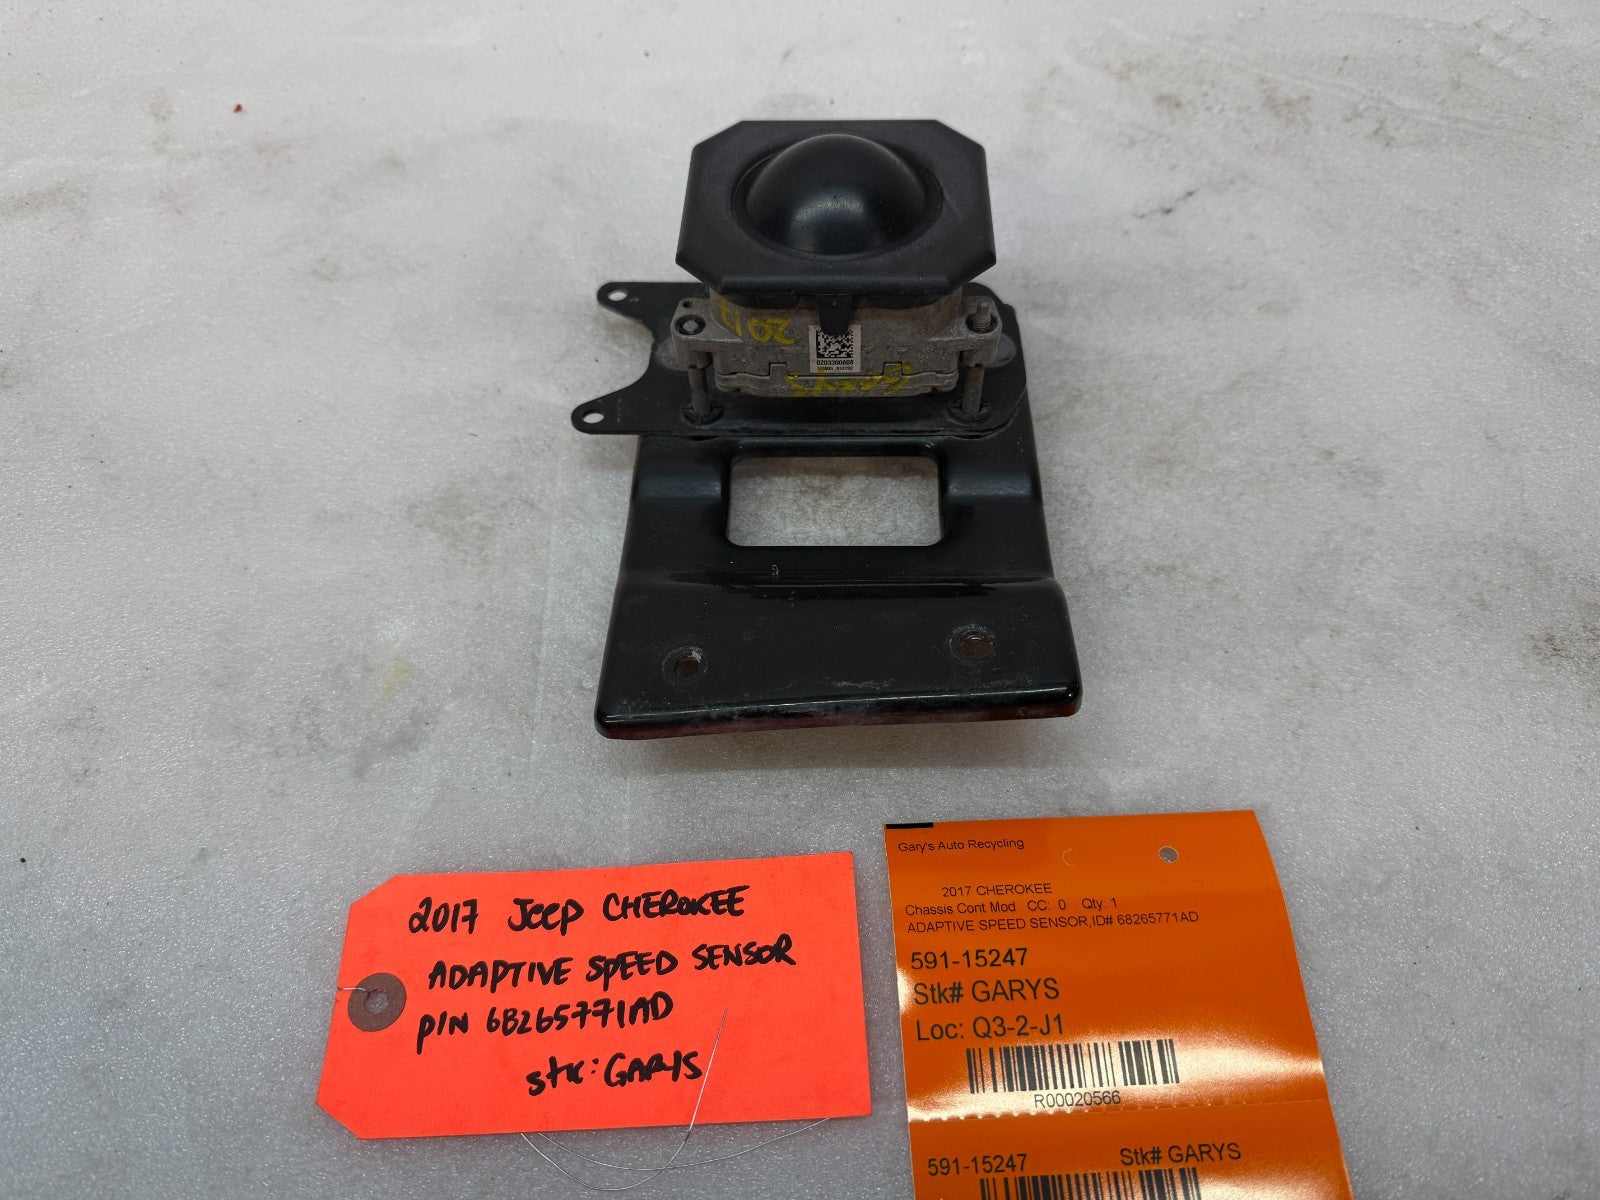 2017
GARYS
0203300666
2017 JEEP CHEROKEE
ADAPTIVE SPEED SENSOR
P/N 68265771AD
stk: GARYS
Gary's Auto Recycling
2017 CHEROKEE
Chassis Cont Mod CC: 0 Qty: 1
ADAPTIVE SPEED SENSOR,ID# 68265771AD
591-15247
Stk# GARYS
Loc: Q3-2-J1
R00020566
591-15247 Stk# GARYS